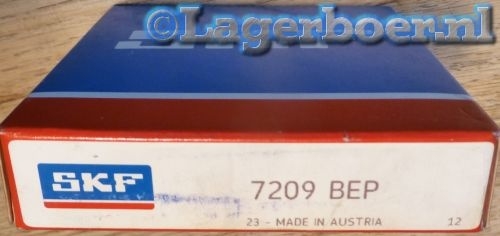 ©Lagerboer.nl
SKF
7209 BEP
23 - MADE IN AUSTRIA 12